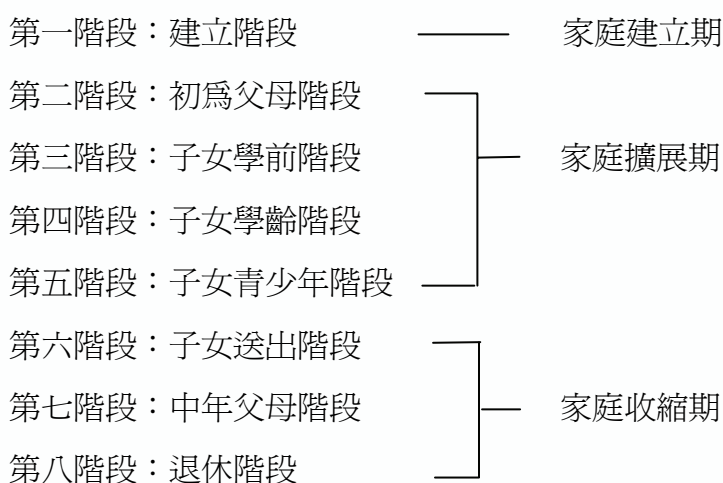 第一階段：建立階段 家庭建立期
第二階段：初爲父母階段
第三階段：子女學前階段 家庭擴展期
第四階段：子女學齡階段
第五階段：子女青少年階段
第六階段：子女送出階段
第七階段：中年父母階段 家庭收縮期
第八階段：退休階段